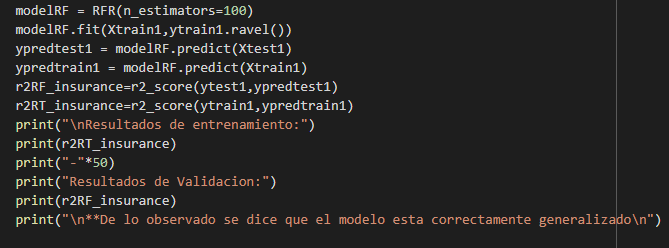 modelRF = RFR(n_estimators=100)
modelRF.fit(Xtrain1,ytrain1.ravel())
ypredtest1 = modelRF.predict(Xtest1)
ypredtrain1 = modelRF.predict(Xtrain1)
r2RF_insurance=r2_score(ytest1,ypredtest1)
r2RT_insurance=r2_score(ytrain1,ypredtrain1)
print("\nResultados de entrenamiento:")
print(r2RT_insurance)
print("-"*50)
print("Resultados de Validacion:")
print(r2RF_insurance)
print("\n**De lo observado se dice que el modelo esta correctamente generalizado\n")